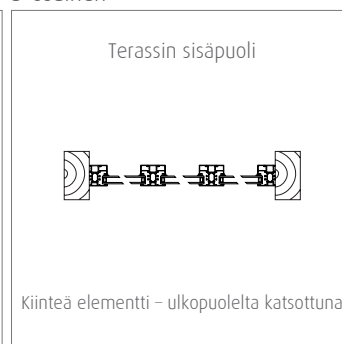 Terassin sisäpuoli
Kiinteä elementti – ulkopuolelta katsottuna